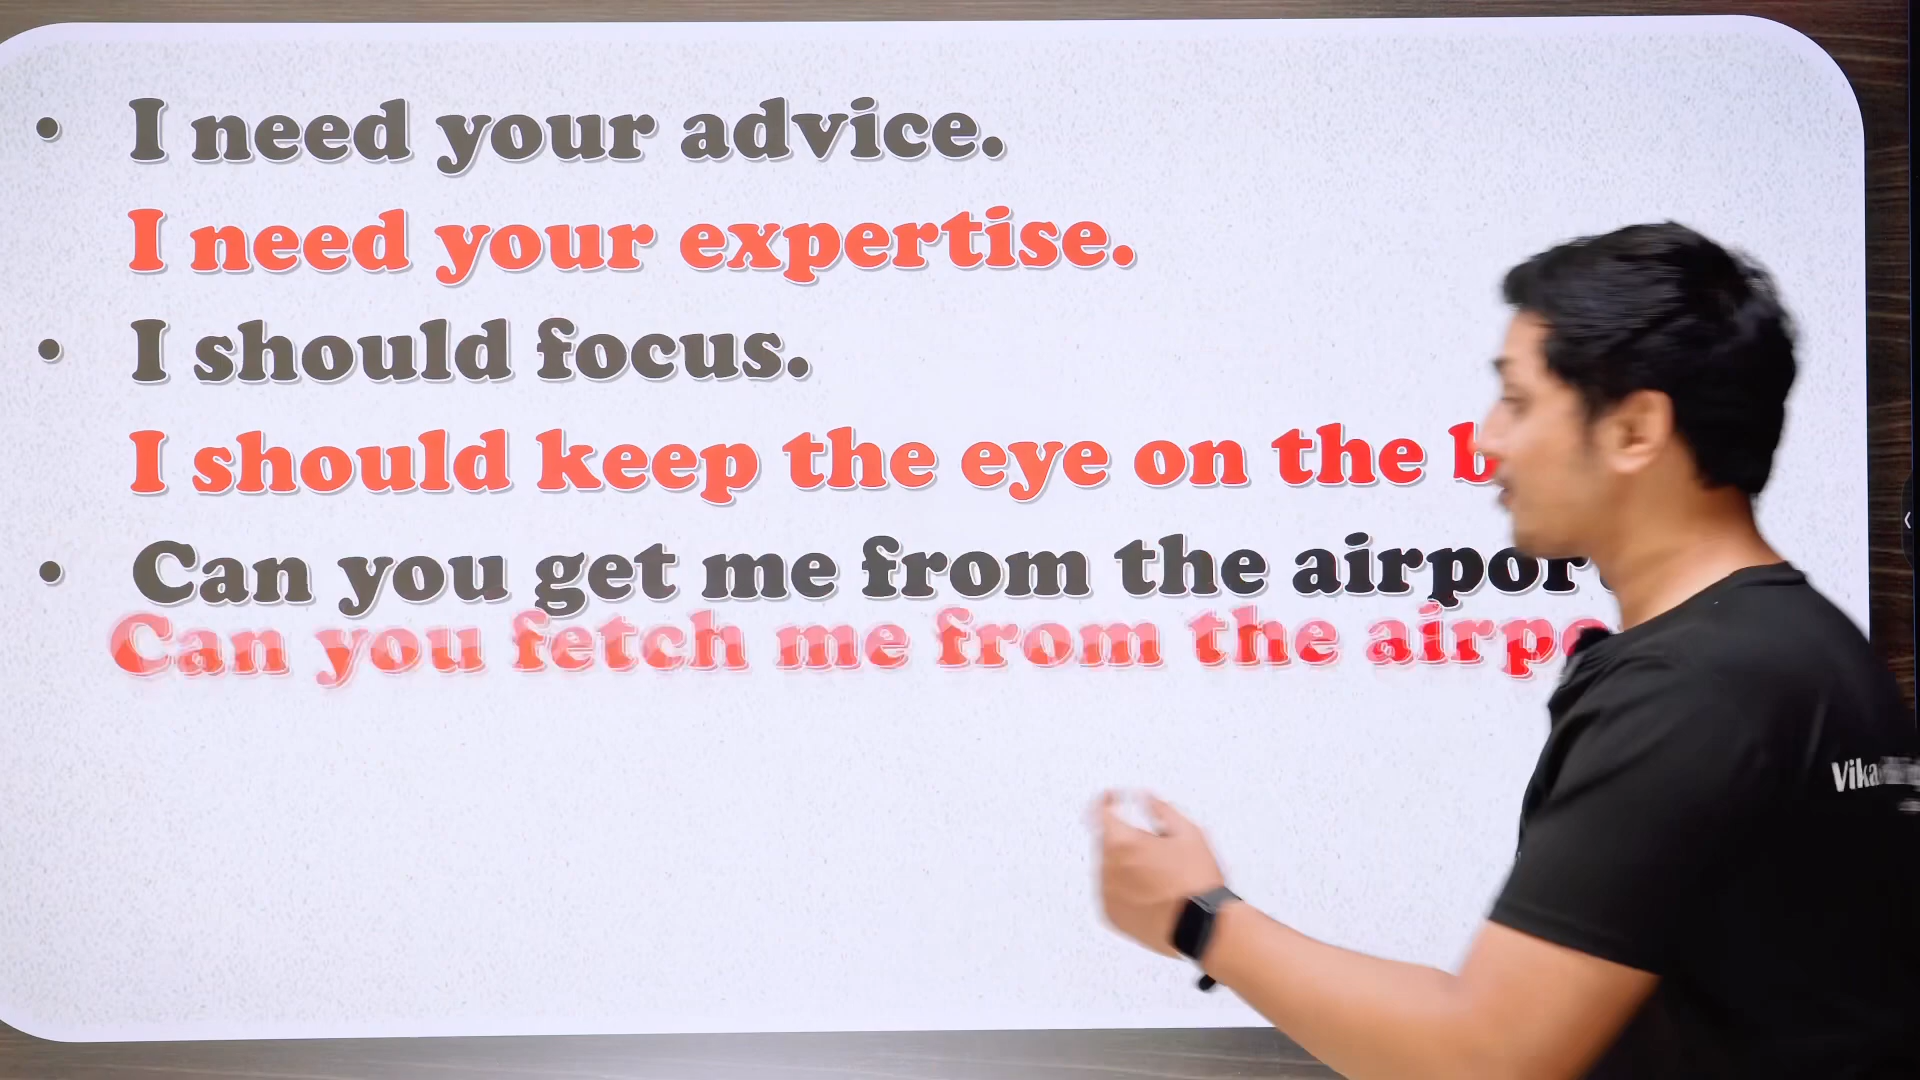 • I need your advice.
I need your expertise.
• I should focus.
I should keep the eye on the
• Can you get me from the
Can you fetch me from the